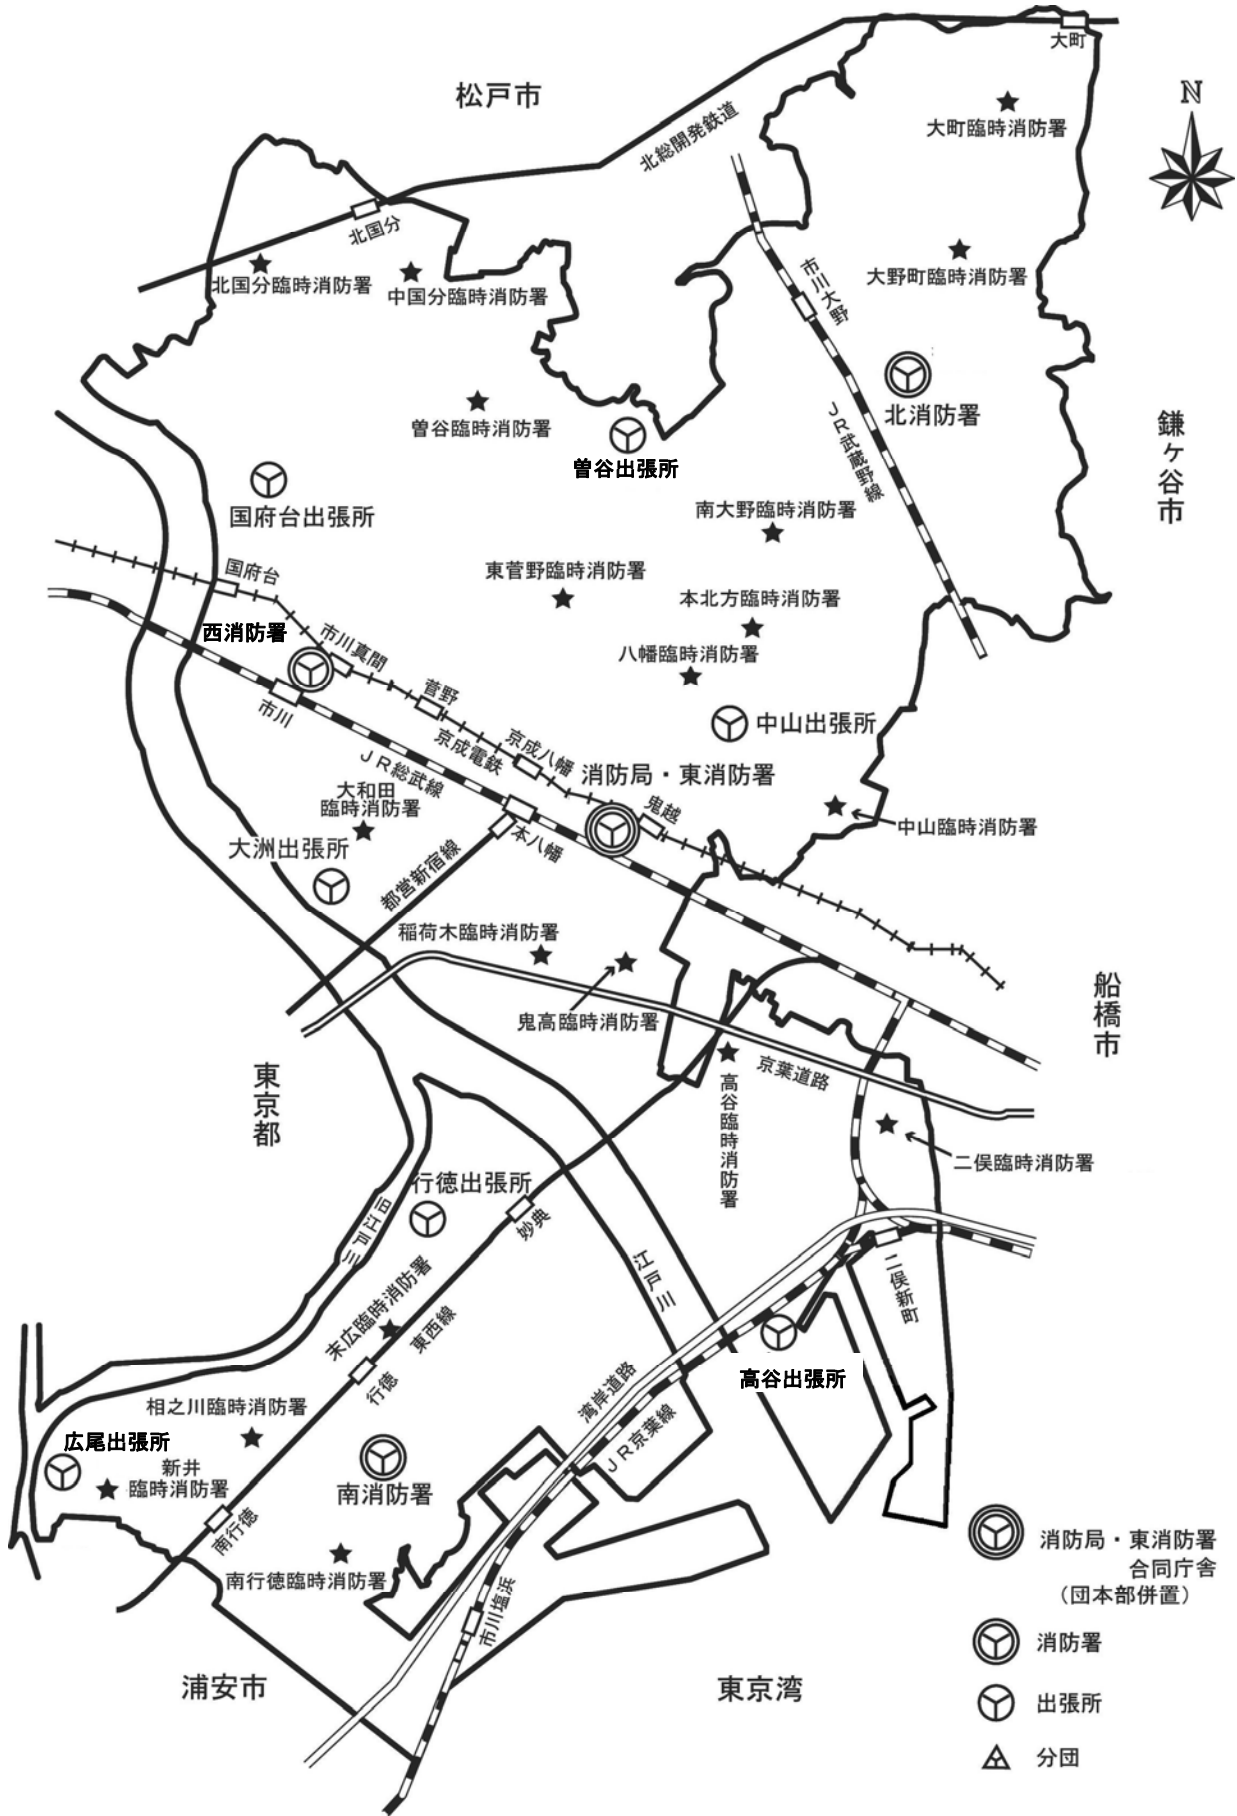 大町
松戸市
N
大町臨時消防署
北総開発鉄道
北国分
北国分臨時消防署
中国分臨時消防署
大野町臨時消防署
市川大野
北消防署
JR武蔵野線
鎌ヶ谷市
曽谷臨時消防署
曽谷出張所
国府台出張所
南大野臨時消防署
東菅野臨時消防署
国府台
本北方臨時消防署
西消防署
市川真間
八幡臨時消防署
菅野
市川
中山出張所
京成電鉄
京成八幡
JR総武線
消防局・東消防署
大和田
臨時消防署
鬼越
中山臨時消防署
大洲出張所
本八幡
都営新宿線
稲荷木臨時消防署
鬼高臨時消防署
船橋市
東京都
高谷臨時消防署
京葉道路
二俣臨時消防署
行徳出張所
旧江戸川
妙典
江戸川
二俣新町
末広臨時消防署
東西線
行徳
高谷出張所
湾岸道路
JR京葉線
相之川臨時消防署
広尾出張所
新井
臨時消防署
南消防署
南行徳
南行徳臨時消防署
市川塩浜
浦安市
東京湾
消防局・東消防署
合同庁舎
（団本部併置）
消防署
出張所
分団